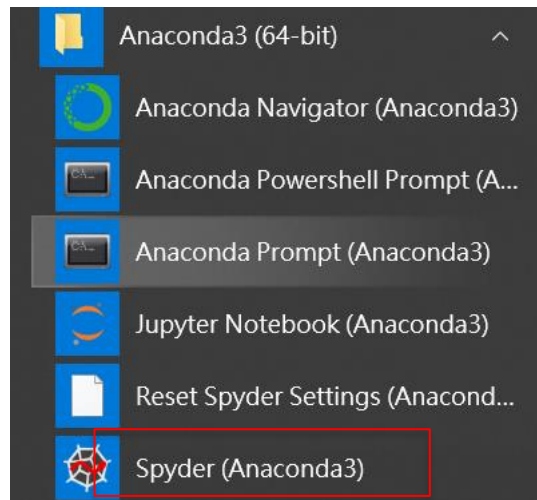 Anaconda3 (64-bit)
Anaconda Navigator (Anaconda3)
Anaconda Powershell Prompt (A...
Anaconda Prompt (Anaconda3)
Jupyter Notebook (Anaconda3)
Reset Spyder Settings (Anacond...
Spyder (Anaconda3)